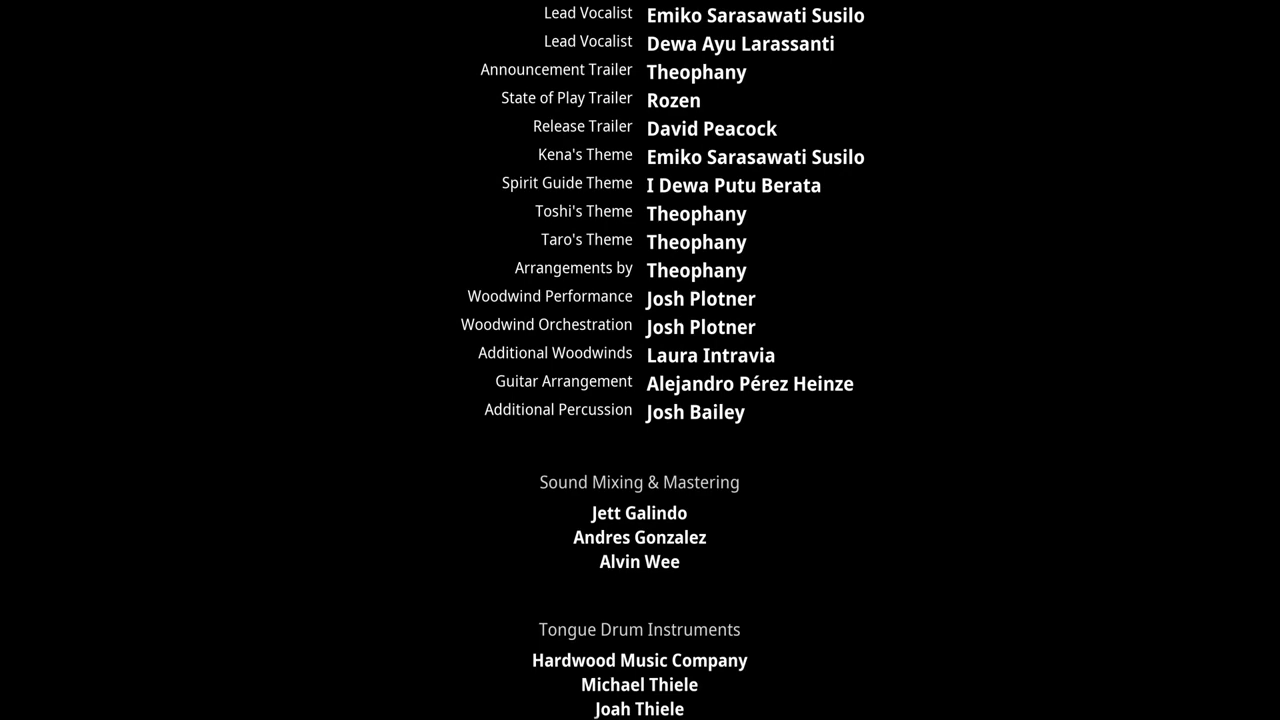 Lead Vocalist Emiko Sarasawati Susilo
Lead Vocalist Dewa Ayu Larassanti
Announcement Trailer Theophany
State of Play Trailer Rozen
Release Trailer David Peacock
Kena's Theme Emiko Sarasawati Susilo
Spirit Guide Theme I Dewa Putu Berata
Toshi's Theme Theophany
Taro's Theme Theophany
Arrangements by Theophany
Woodwind Performance Josh Plotner
Woodwind Orchestration Josh Plotner
Additional Woodwinds Laura Intravia
Guitar Arrangement Alejandro Pérez Heinze
Additional Percussion Josh Bailey
Sound Mixing & Mastering
Jett Galindo
Andres Gonzalez
Alvin Wee
Tongue Drum Instruments
Hardwood Music Company
Michael Thiele
Joah Thiele